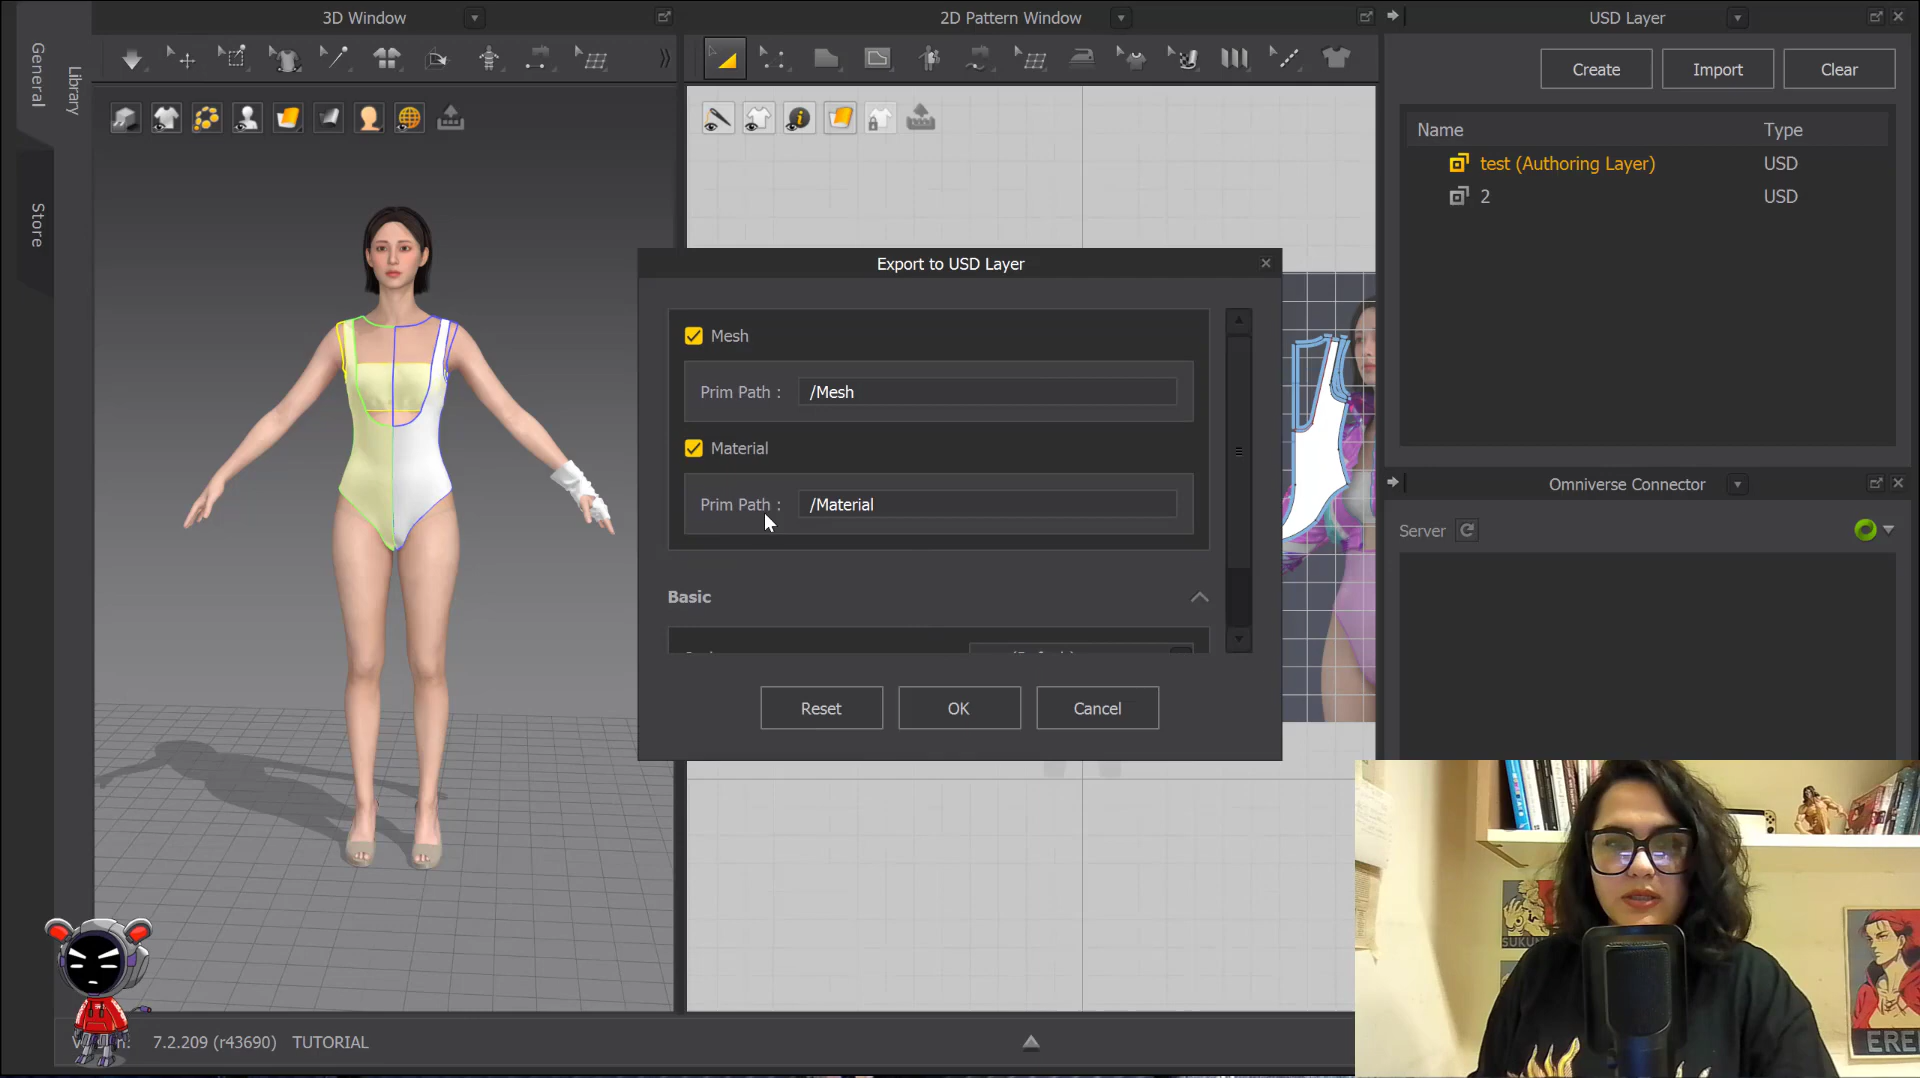 General
Library
Store
3D Window
2D Pattern Window
USD Layer
Create
Import
Clear
Name Type
test (Authoring Layer) USD
2 USD
Export to USD Layer
Mesh
Prim Path : /Mesh
Material
Prim Path : /Material
Basic
Reset
OK
Cancel
Omniverse Connector
Server
7.2.209 (r43690) TUTORIAL
SUKUN
EREN